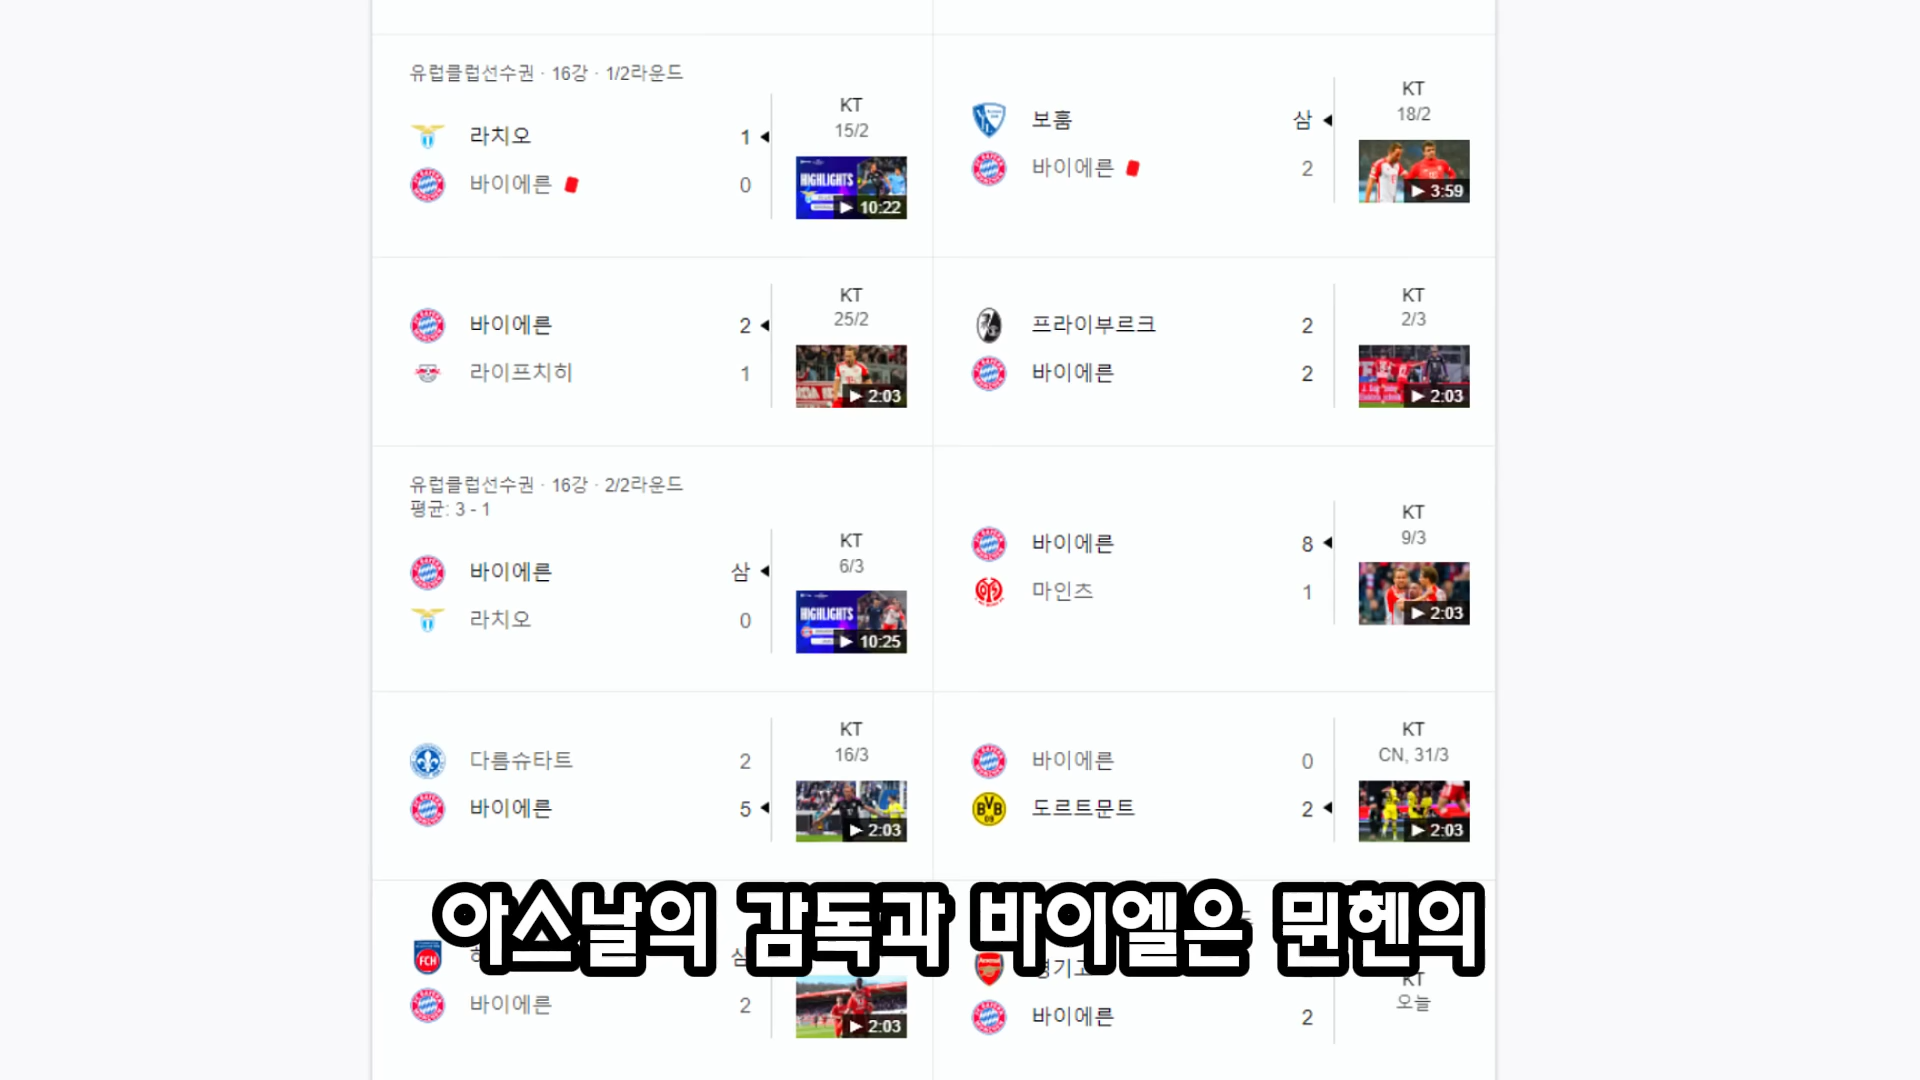 유럽클럽선수권 · 16강 · 1/2라운드
라치오 1
바이에른 0
KT
15/2
HIGHLIGHTS
10:22
보훔 삼
바이에른 2
KT
18/2
3:59
바이에른 2
라이프치히 1
KT
25/2
2:03
프라이부르크 2
바이에른 2
KT
2/3
2:03
유럽클럽선수권 · 16강 · 2/2라운드
평균: 3 - 1
바이에른 삼
라치오 0
KT
6/3
HIGHLIGHTS
10:25
바이에른 8
마인츠 1
KT
9/3
2:03
다름슈타트 2
바이에른 5
KT
16/3
2:03
바이에른 0
도르트문트 2
KT
CN, 31/3
2:03
아스날의 감독과 바이엘은 뮌헨의
FCH
바이에른 2
2:03
바이에른 2
KT
오늘